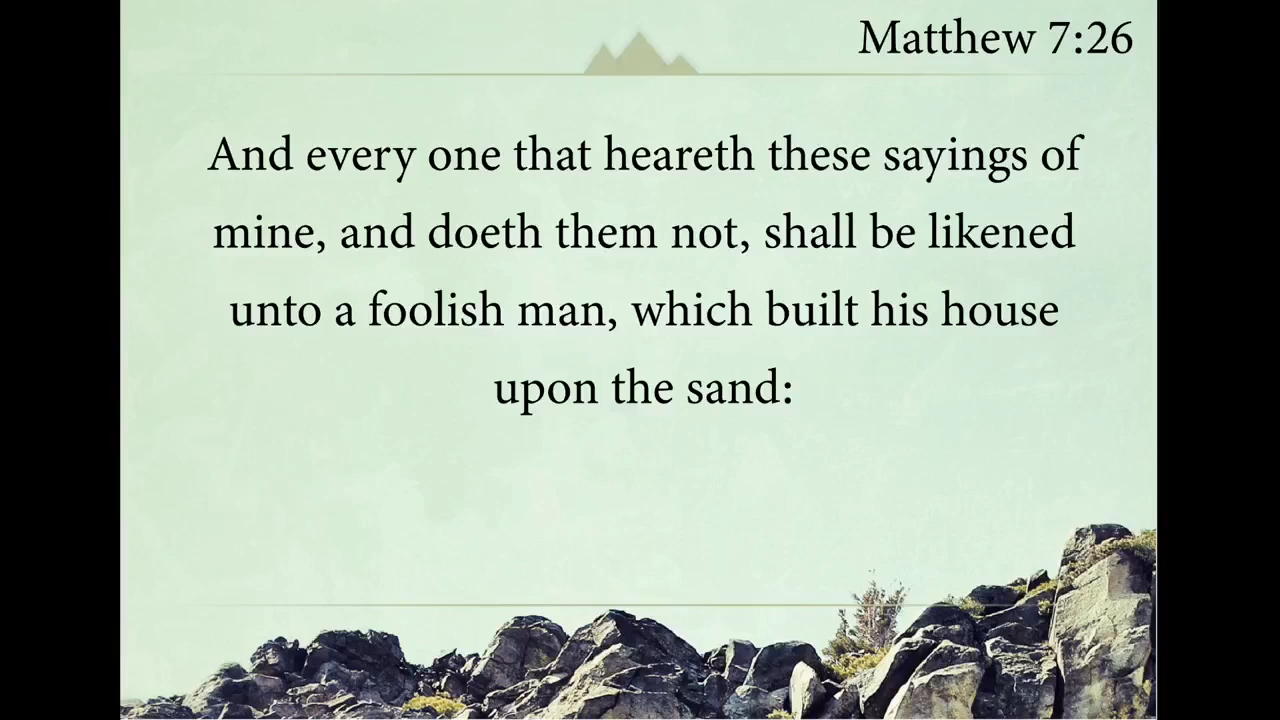 Matthew 7:26
And every one that heareth these sayings of
mine, and doeth them not, shall be likened
unto a foolish man, which built his house
upon the sand: